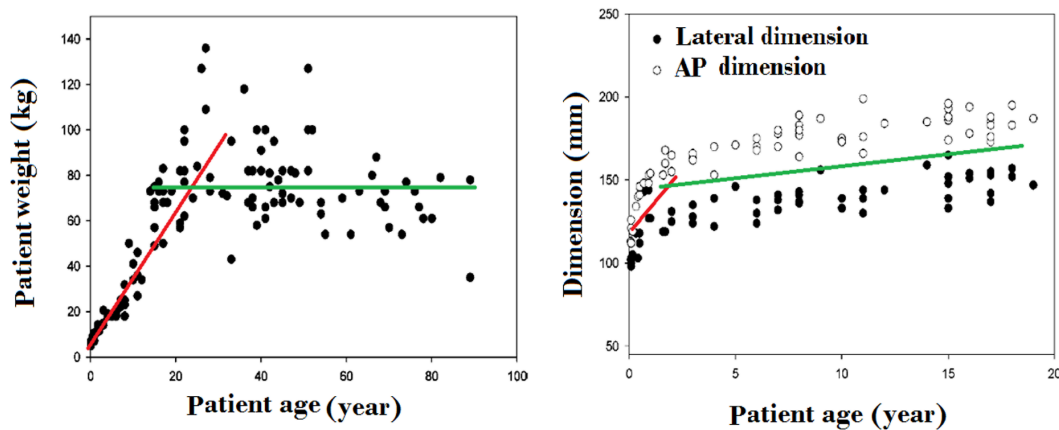 Patient weight (kg)
140
120
100
80
60
40
20
0
0 20 40 60 80 100
Patient age (year)
Dimension (mm)
250
200
150
100
50
Lateral dimension
AP dimension
0 5 10 15 20
Patient age (year)